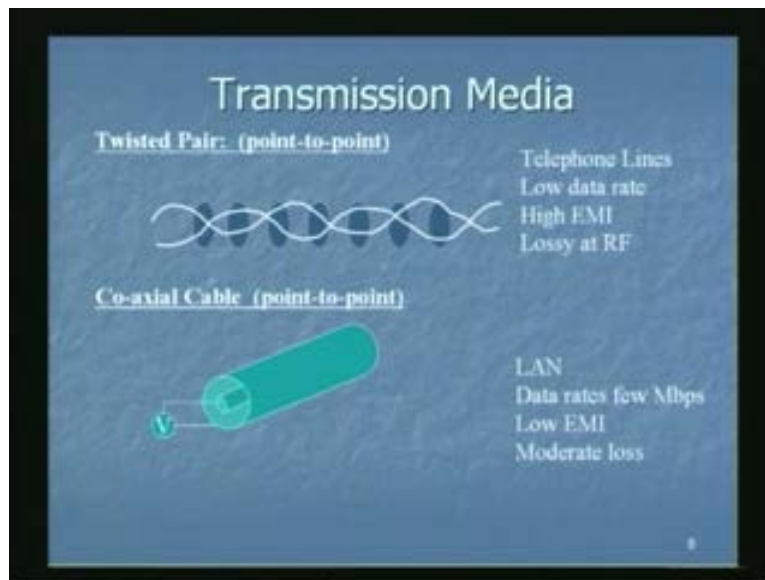 Transmission Media
Twisted Pair: (point-to-point)
Telephone Lines
Low data rate
High EMI
Lossy at RF
Co-axial Cable (point-to-point)
V
LAN
Data rates few Mbps
Low EMI
Moderate loss